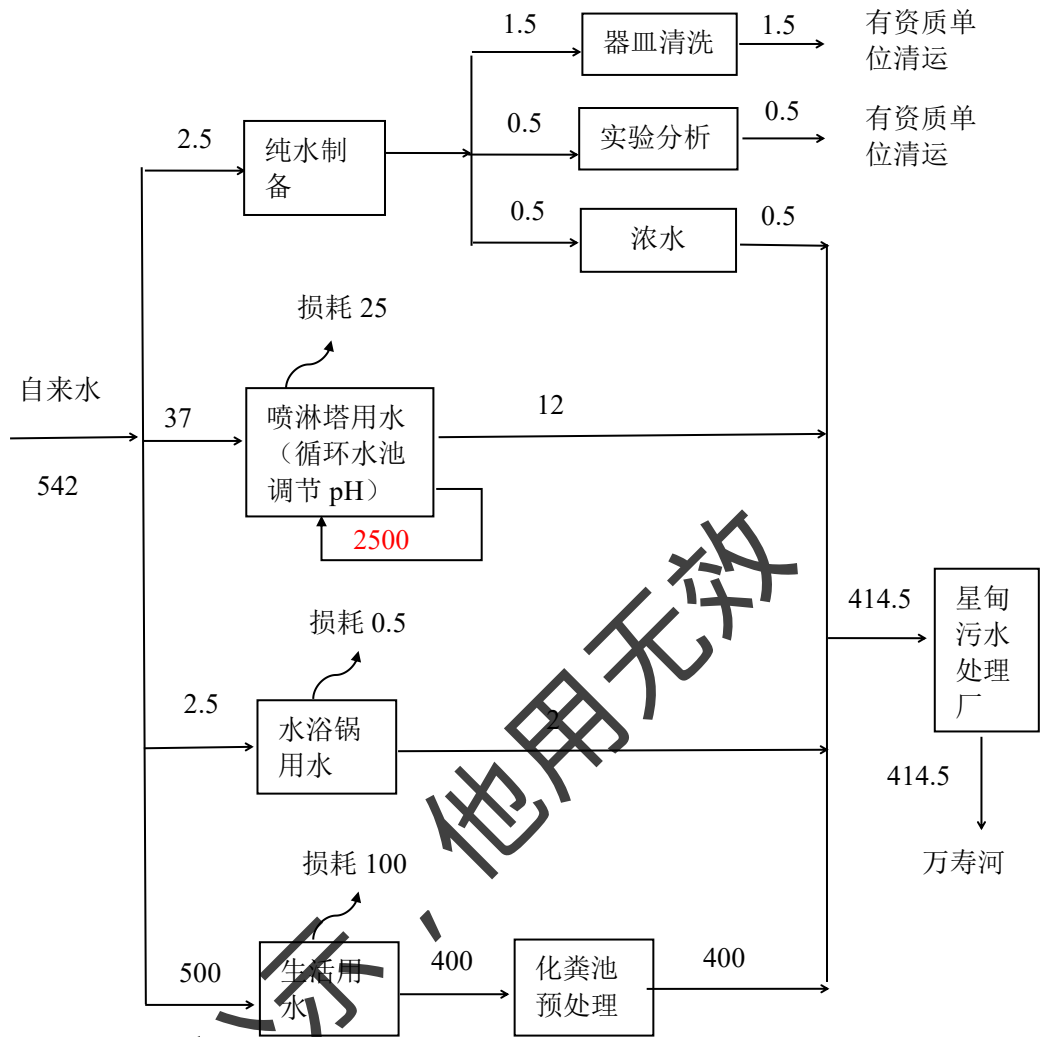 1.5
器皿清洗
1.5
有资质单
位清运
2.5
纯水制
备
0.5
实验分析
0.5
有资质单
位清运
0.5
浓水
0.5
损耗 25
自来水
542
37
喷淋塔用水
（循环水池
调节 pH）
12
2500
损耗 0.5
2.5
水浴锅
用水
2
414.5
星甸
污水
处理
厂
414.5
万寿河
损耗 100
500
生活用
水
400
化粪池
预处理
400
示，他用无效